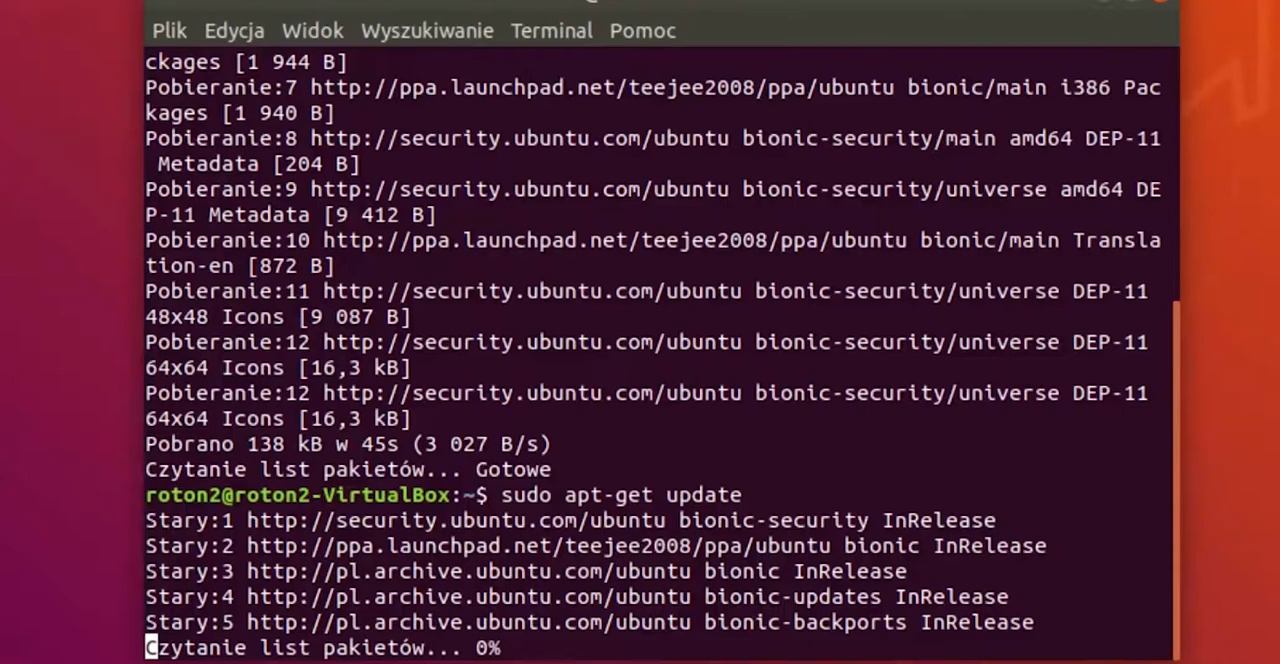 Plik Edycja Widok Wyszukiwanie Terminal Pomoc
ckages [1 944 B]
Pobieranie:7 http://ppa.launchpad.net/teejee2008/ppa/ubuntu bionic/main i386 Pac
kages [1 940 B]
Pobieranie:8 http://security.ubuntu.com/ubuntu bionic-security/main amd64 DEP-11
 Metadata [204 B]
Pobieranie:9 http://security.ubuntu.com/ubuntu bionic-security/universe amd64 DE
P-11 Metadata [9 412 B]
Pobieranie:10 http://ppa.launchpad.net/teejee2008/ppa/ubuntu bionic/main Transla
tion-en [872 B]
Pobieranie:11 http://security.ubuntu.com/ubuntu bionic-security/universe DEP-11
48x48 Icons [9 087 B]
Pobieranie:12 http://security.ubuntu.com/ubuntu bionic-security/universe DEP-11
64x64 Icons [16,3 kB]
Pobieranie:12 http://security.ubuntu.com/ubuntu bionic-security/universe DEP-11
64x64 Icons [16,3 kB]
Pobrano 138 kB w 45s (3 027 B/s)
Czytanie list pakietów... Gotowe
roton2@roton2-VirtualBox:~$ sudo apt-get update
Stary:1 http://security.ubuntu.com/ubuntu bionic-security InRelease
Stary:2 http://ppa.launchpad.net/teejee2008/ppa/ubuntu bionic InRelease
Stary:3 http://pl.archive.ubuntu.com/ubuntu bionic InRelease
Stary:4 http://pl.archive.ubuntu.com/ubuntu bionic-updates InRelease
Stary:5 http://pl.archive.ubuntu.com/ubuntu bionic-backports InRelease
Czytanie list pakietów... 0%